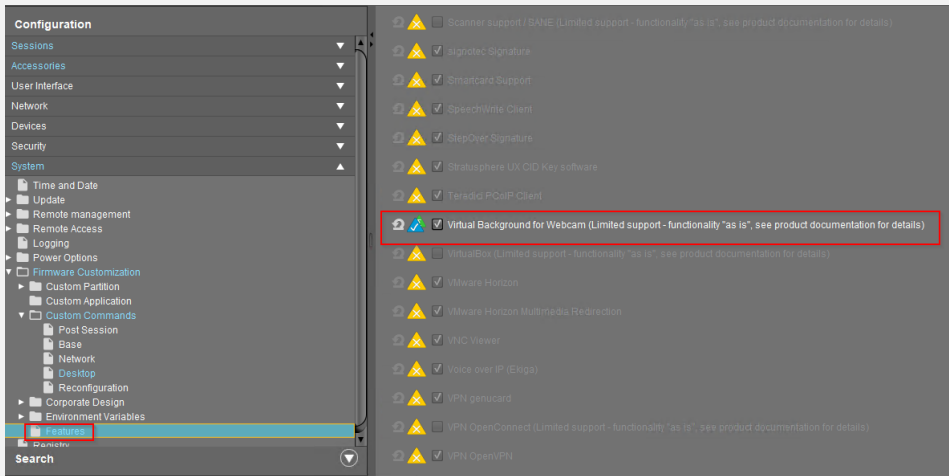 Configuration
Sessions
Accessories
User Interface
Network
Devices
Security
System
Time and Date
Update
Remote management
Remote Access
Logging
Power Options
Firmware Customization
Custom Partition
Custom Application
Custom Commands
Post Session
Base
Network
Desktop
Reconfiguration
Corporate Design
Environment Variables
Features
Registry
Search
Scanner support / SANE (Limited support - functionality "as is", see product documentation for details)
signotec Signature
Smartcard Support
SpeechWrite Client
StepOver Signature
Stratusphere UX CID Key software
Teradici PCoIP Client
Virtual Background for Webcam (Limited support - functionality "as is", see product documentation for details)
VirtualBox (Limited support - functionality "as is", see product documentation for details)
VMware Horizon
VMware Horizon Multimedia Redirection
VNC Viewer
Voice over IP (Ekiga)
VPN genucard
VPN OpenConnect (Limited support - functionality "as is", see product documentation for details)
VPN OpenVPN